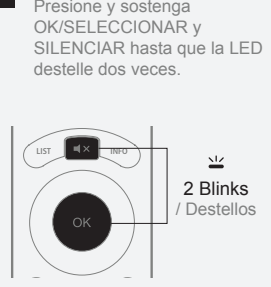 Presione y sostenga
OK/SELECCIONAR y
SILENCIAR hasta que la LED
destelle dos veces.
LIST
INFO
OK
2 Blinks
/ Destellos